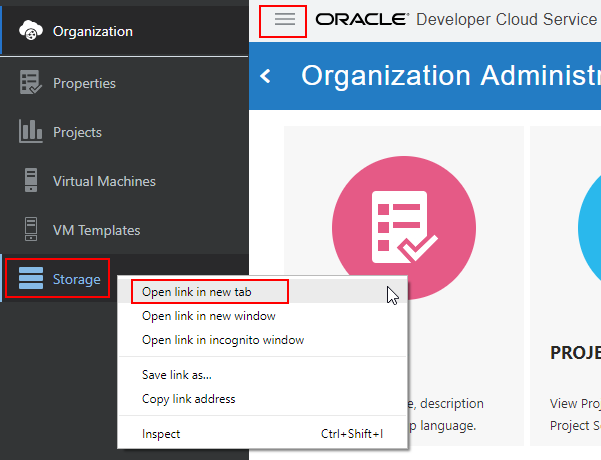 Organization
Properties
Projects
Virtual Machines
VM Templates
Storage
ORACLE® Developer Cloud Service
Organization Administr
Open link in new tab
Open link in new window
Open link in incognito window
Save link as...
Copy link address
Inspect Ctrl+Shift+I
e, description
p language.
PROJE
View Proj
Project S